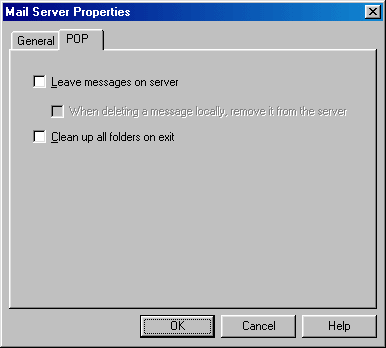 Mail Server Properties
General POP
Leave messages on server
When deleting a message locally, remove it from the server
Clean up all folders on exit
OK Cancel Help